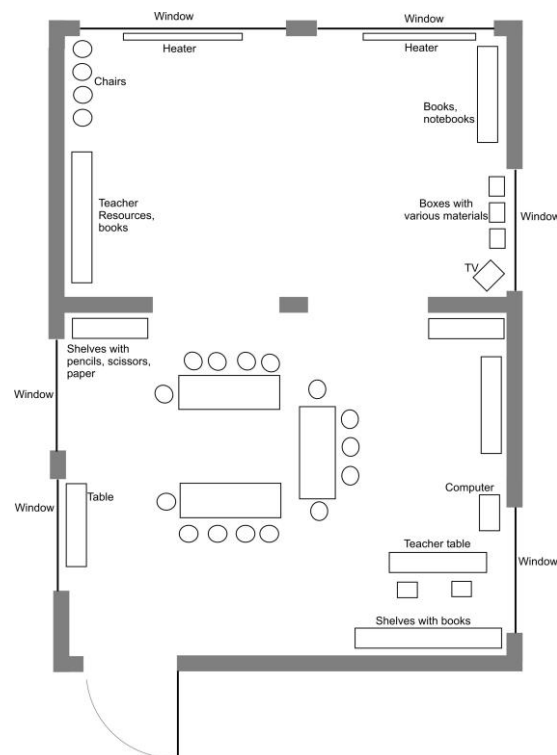 Window
Window
Heater
Heater
Chairs
Books,
notebooks
Teacher
Resources,
books
Boxes with
various materials
Window
TV
Shelves with
pencils, scissors,
paper
Window
Computer
Table
Window
Teacher table
Window
Shelves with books